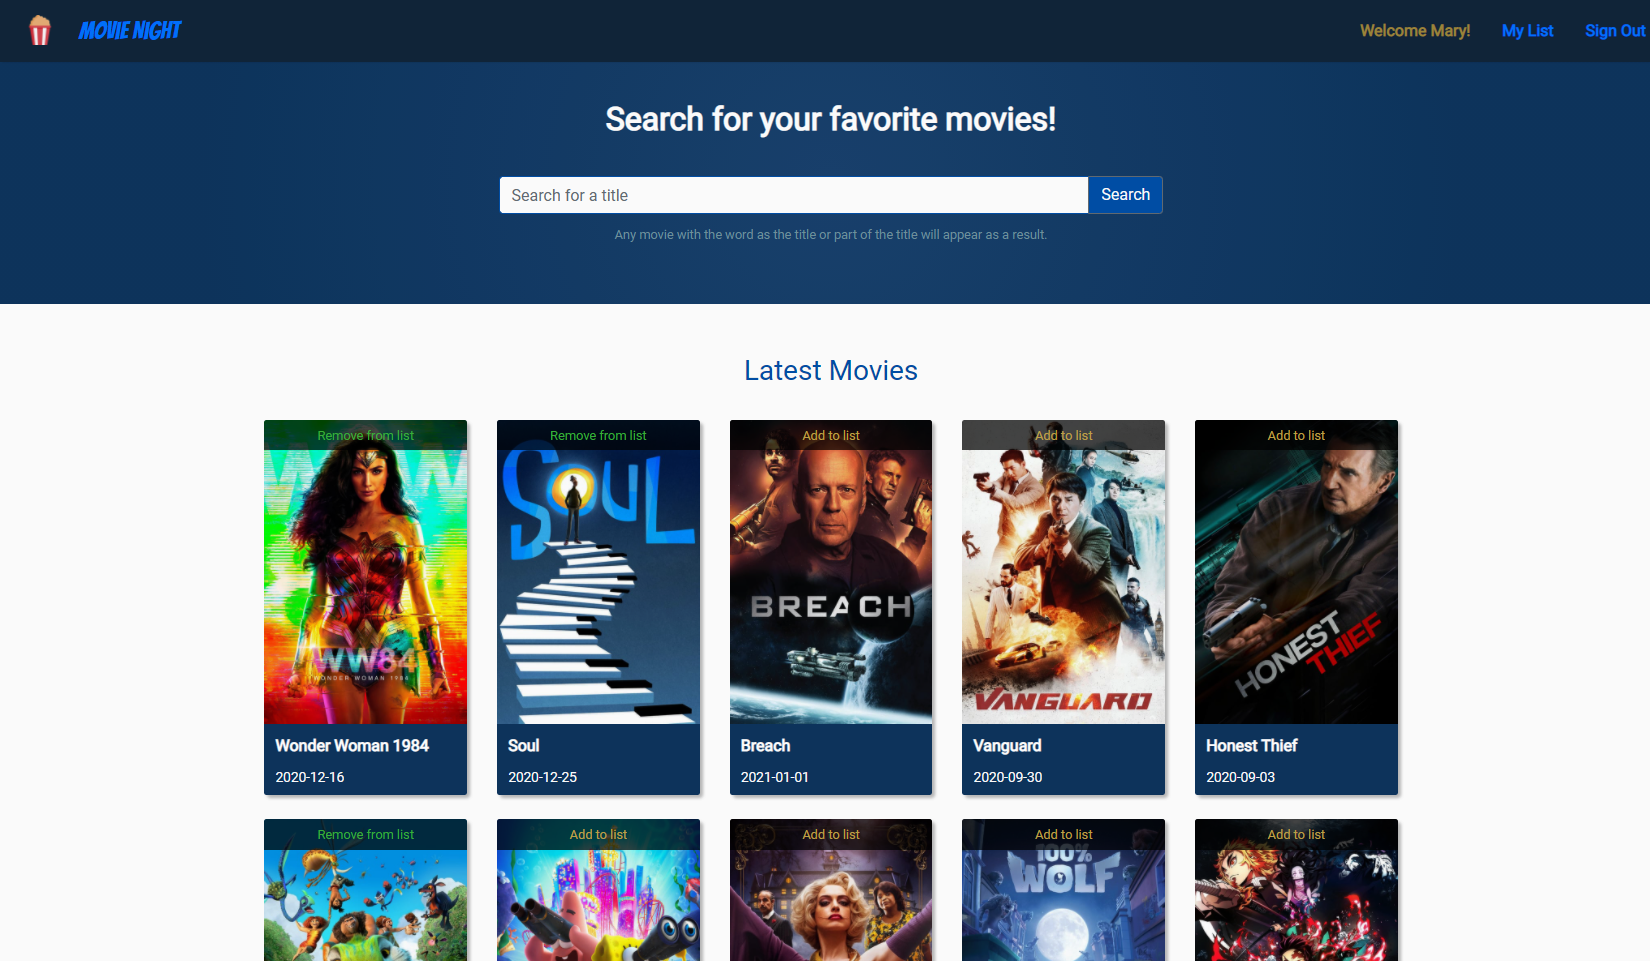 MOVIE NIGHT
Welcome Mary!
My List
Sign Out
Search for your favorite movies!
Search for a title
Search
Any movie with the word as the title or part of the title will appear as a result.
Latest Movies
Remove from list
Remove from list
Add to list
Add to list
Add to list
WW
SOUL
BREACH
WW84
WONDER WOMAN 1984
VANGUARD
HONEST
THIEF
Wonder Woman 1984
Soul
Breach
Vanguard
Honest Thief
2020-12-16
2020-12-25
2021-01-01
2020-09-30
2020-09-03
Remove from list
Add to list
Add to list
Add to list
Add to list
100%
WOLF